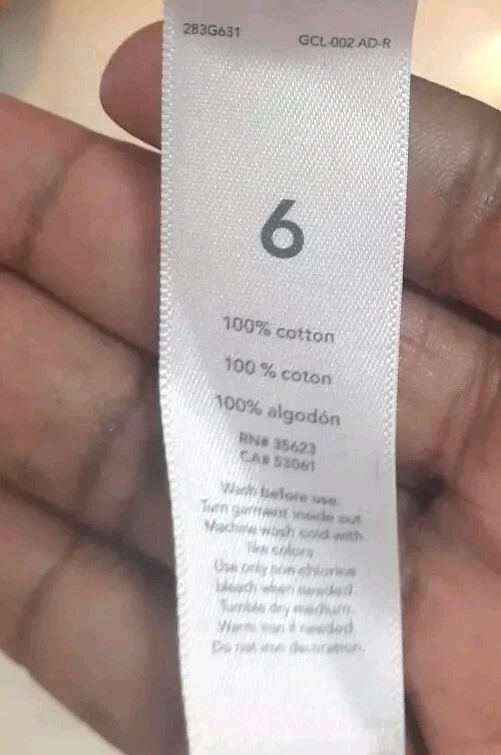 283G631
GCL-002 AD-R
6
100% cotton
100 % coton
100% algodón
RN# 35623
CA# 53061
Wash before use.
Turn garment inside out
Machine wash cold with
like colors
Use only non-chlorine
bleach when needed.
Tumble dry medium.
Warm iron if needed.
Do not iron decoration.